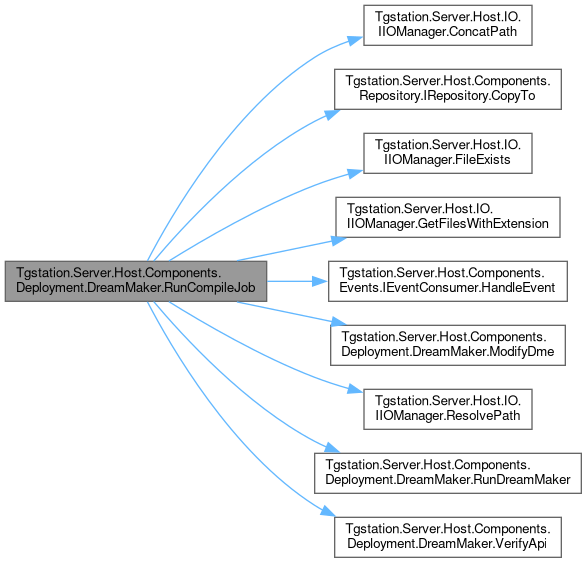 Tgstation.Server.Host.Components.
Deployment.DreamMaker.RunCompileJob
Tgstation.Server.Host.IO.
IIOManager.ConcatPath
Tgstation.Server.Host.Components.
Repository.IRepository.CopyTo
Tgstation.Server.Host.IO.
IIOManager.FileExists
Tgstation.Server.Host.IO.
IIOManager.GetFilesWithExtension
Tgstation.Server.Host.Components.
Events.IEventConsumer.HandleEvent
Tgstation.Server.Host.Components.
Deployment.DreamMaker.ModifyDme
Tgstation.Server.Host.IO.
IIOManager.ResolvePath
Tgstation.Server.Host.Components.
Deployment.DreamMaker.RunDreamMaker
Tgstation.Server.Host.Components.
Deployment.DreamMaker.VerifyApi